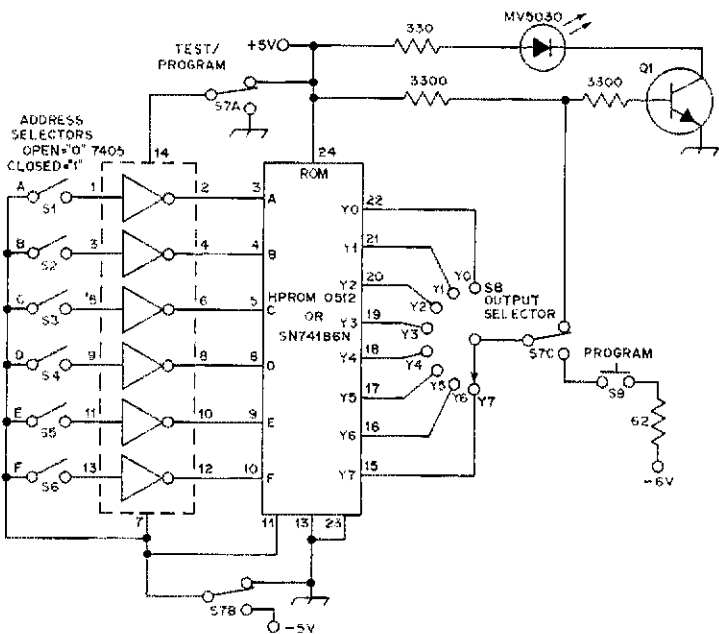 330
MV5030
+5V
TEST/
PROGRAM
S7A
3300
3300
Q1
ADDRESS
SELECTORS
OPEN="0"
CLOSED="1"
7405
14
24
ROM
A
S1
1
2
3
A
B
S2
3
4
4
B
C
S3
5
6
5
C
D
S4
9
8
6
D
E
S5
11
10
9
E
F
S6
13
12
10
F
HPROM 0512
OR
SN74186N
Y0
22
Y1
21
Y2
20
Y3
19
Y4
18
Y5
17
Y6
16
Y7
15
Y0
Y1
Y2
Y3
Y4
Y5
Y6
Y7
S8
OUTPUT
SELECTOR
S7C
PROGRAM
S9
62
-6V
7
11
13
23
S7B
-5V